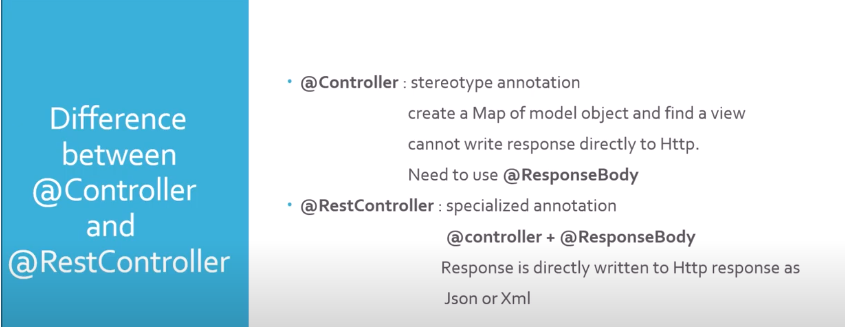 Difference
between
@Controller
and
@RestController
• @Controller : stereotype annotation
create a Map of model object and find a view
cannot write response directly to Http.
Need to use @ResponseBody
• @RestController : specialized annotation
@controller + @ResponseBody
Response is directly written to Http response as
Json or Xml